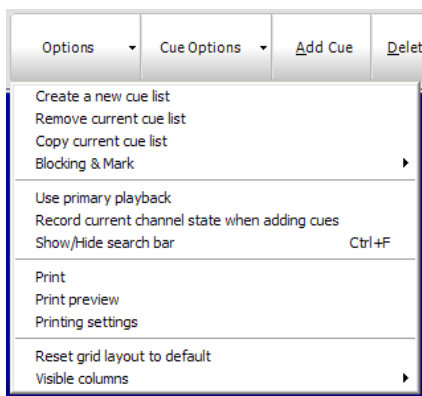 Options Cue Options Add Cue Delet
Create a new cue list
Remove current cue list
Copy current cue list
Blocking & Mark
Use primary playback
Record current channel state when adding cues
Show/Hide search bar Ctrl+F
Print
Print preview
Printing settings
Reset grid layout to default
Visible columns